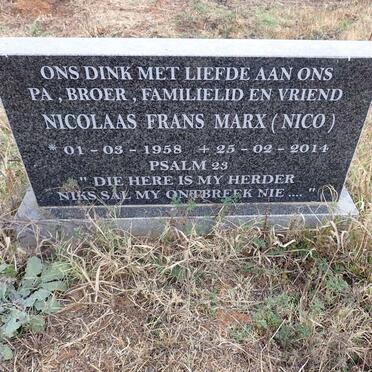 ONS DINK MET LIEFDE AAN ONS
PA, BROER, FAMILIELID EN VRIEND
NICOLAAS FRANS MARX (NICO)
* 01 - 03 - 1958 + 25 - 02 - 2014
PSALM 23
" DIE HERE IS MY HERDER
NIKS SAL MY ONTBREEK NIE .... "